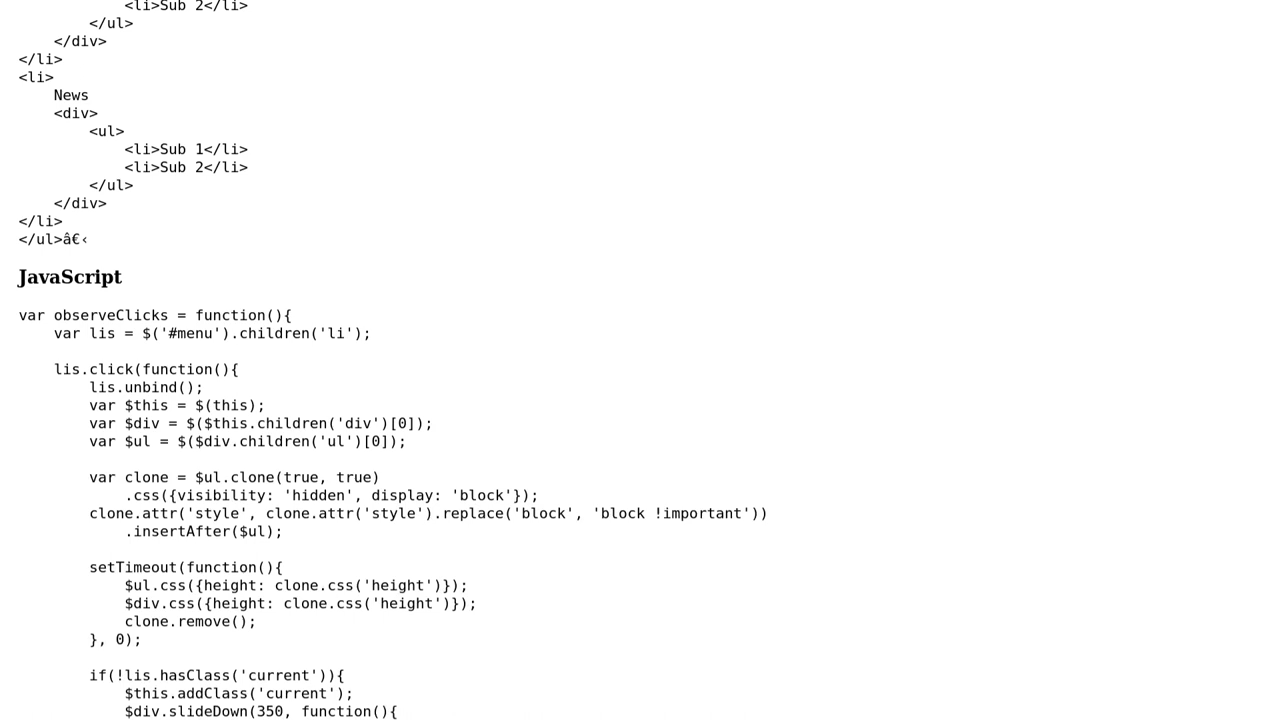 <li>Sub 2</li>
        </ul>
    </div>
</li>
<li>
    News
    <div>
        <ul>
            <li>Sub 1</li>
            <li>Sub 2</li>
        </ul>
    </div>
</li>
</ul>â€‹
JavaScript
var observeClicks = function(){
    var lis = $('#menu').children('li');

    lis.click(function(){
        lis.unbind();
        var $this = $(this);
        var $div = $($this.children('div')[0]);
        var $ul = $($div.children('ul')[0]);

        var clone = $ul.clone(true, true)
            .css({visibility: 'hidden', display: 'block'});
        clone.attr('style', clone.attr('style').replace('block', 'block !important'))
            .insertAfter($ul);

        setTimeout(function(){
            $ul.css({height: clone.css('height')});
            $div.css({height: clone.css('height')});
            clone.remove();
        }, 0);

        if(!lis.hasClass('current')){
            $this.addClass('current');
            $div.slideDown(350, function(){